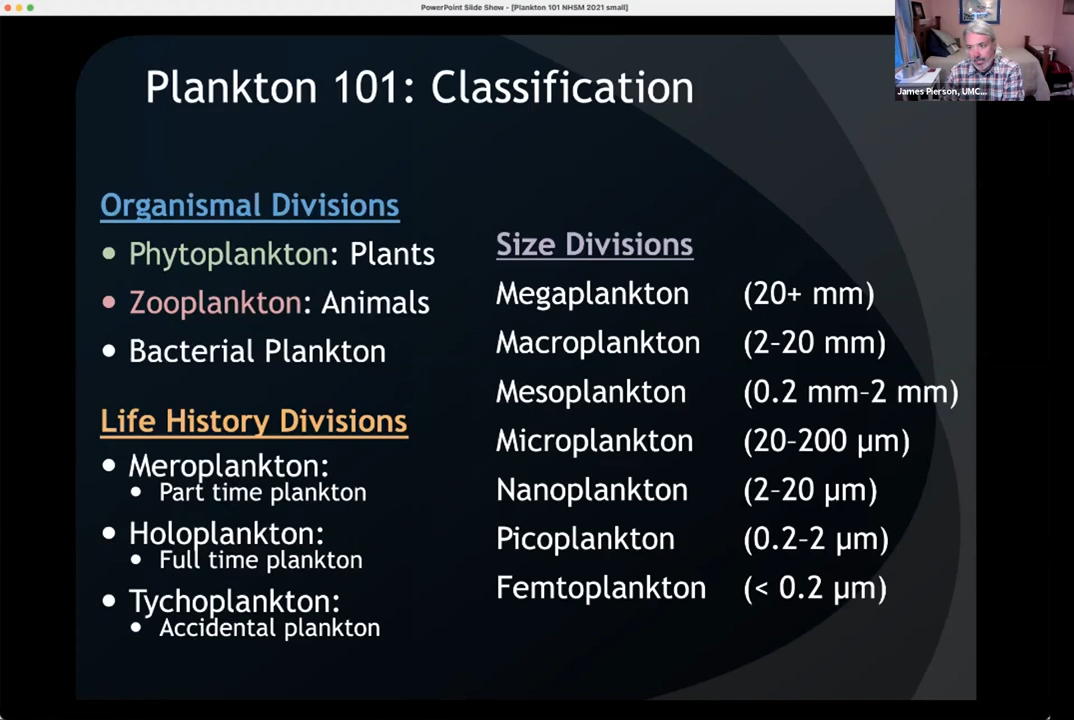 PowerPoint Slide Show - [Plankton 101 NHSM 2021 small]
James Pierson, UMC...
Plankton 101: Classification
Organismal Divisions
• Phytoplankton: Plants
• Zooplankton: Animals
• Bacterial Plankton
Life History Divisions
• Meroplankton:
• Part time plankton
• Holoplankton:
• Full time plankton
• Tychoplankton:
• Accidental plankton
Size Divisions
Megaplankton (20+ mm)
Macroplankton (2-20 mm)
Mesoplankton (0.2 mm-2 mm)
Microplankton (20-200 µm)
Nanoplankton (2-20 µm)
Picoplankton (0.2-2 µm)
Femtoplankton (< 0.2 µm)